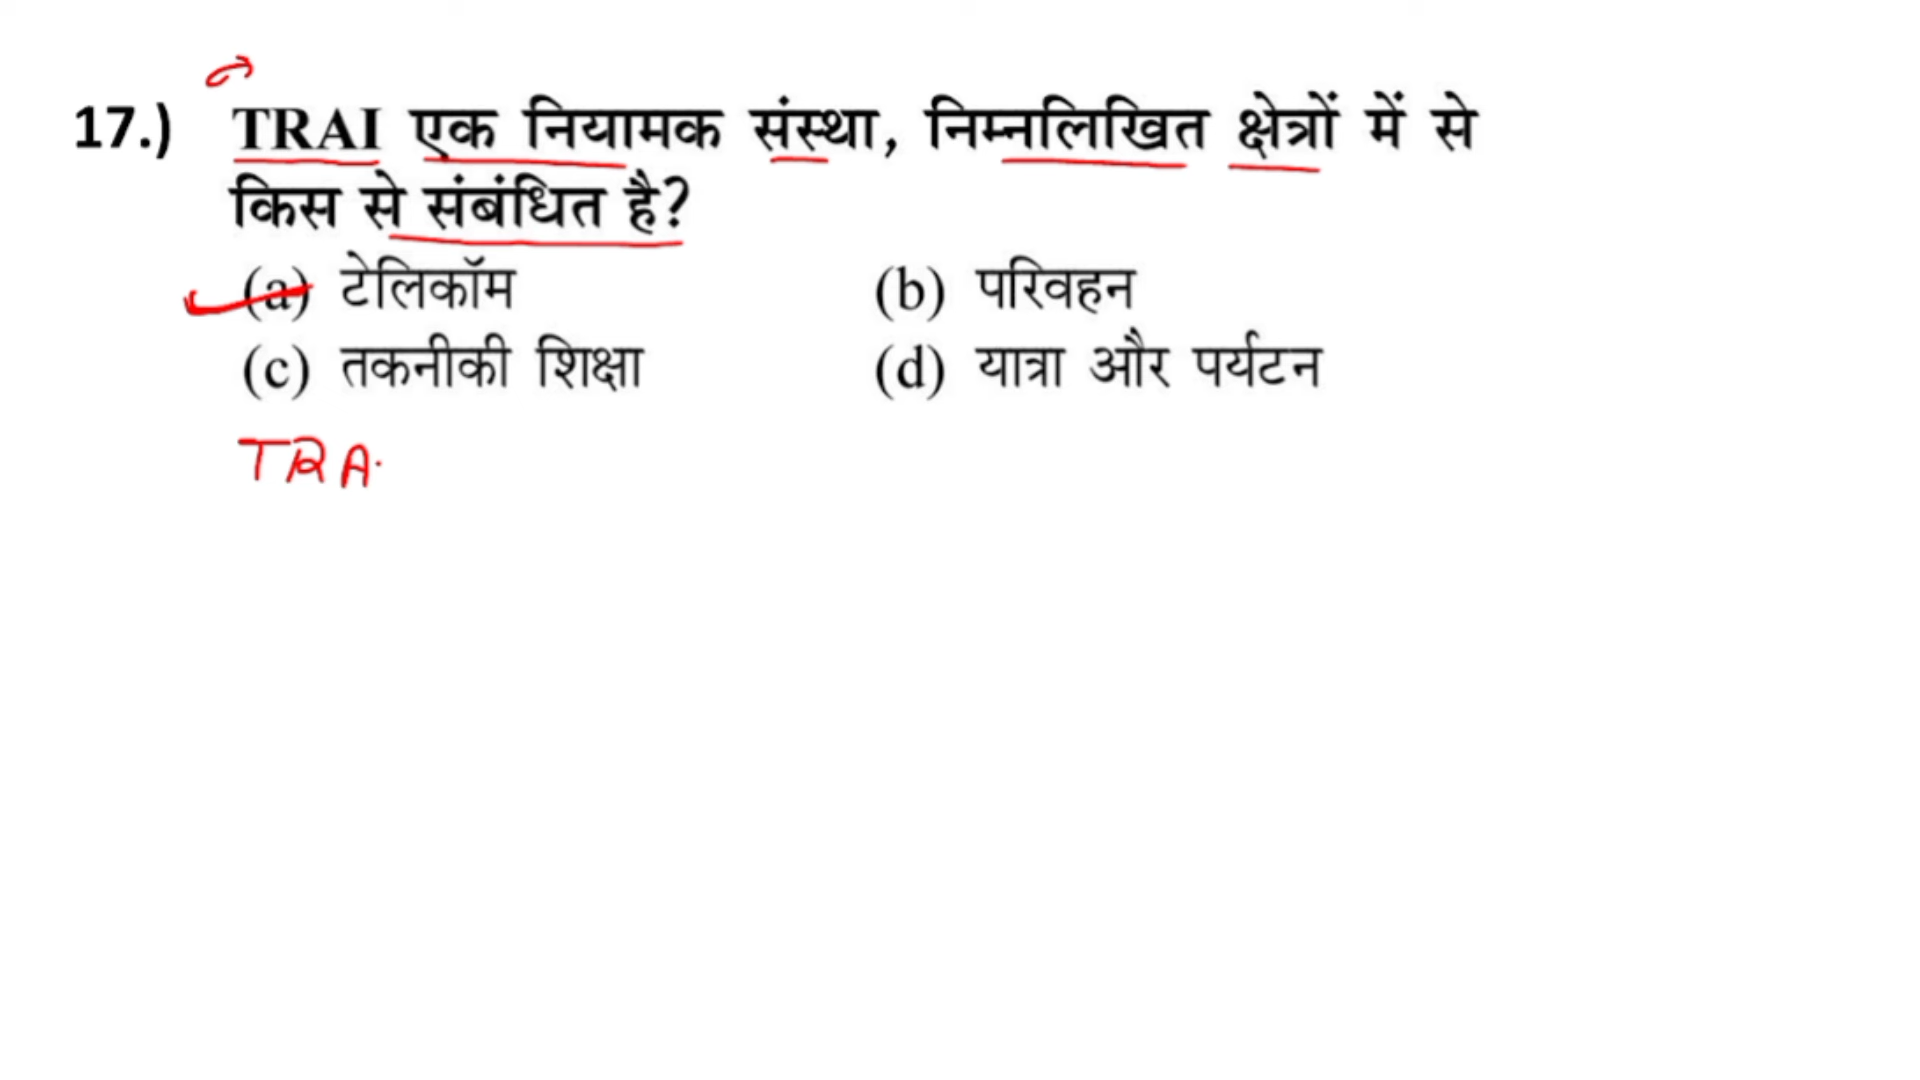 17.) TRAI एक नियामक संस्था, निम्नलिखित क्षेत्रों में से
किस से संबंधित है?
(a) टेलिकॉम (b) परिवहन
(c) तकनीकी शिक्षा (d) यात्रा और पर्यटन
TRA